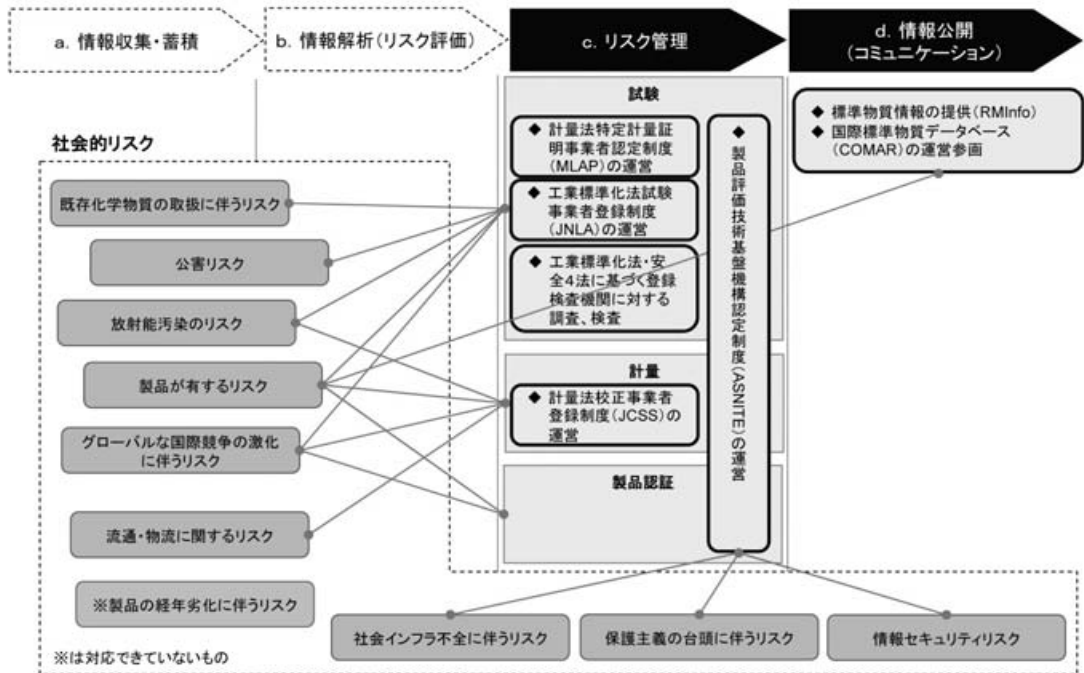 a. 情報収集・蓄積
b. 情報解析(リスク評価)
c. リスク管理
d. 情報公開
(コミュニケーション)
社会的リスク
既存化学物質の取扱に伴うリスク
公害リスク
放射能汚染のリスク
製品が有するリスク
グローバルな国際競争の激化
に伴うリスク
流通・物流に関するリスク
※製品の経年劣化に伴うリスク
※は対応できていないもの
試験
◆ 計量法特定計量証
明事業者認定制度
(MLAP)の運営
◆ 工業標準化法試験
事業者登録制度
(JNLA)の運営
◆ 工業標準化法・安
全4法に基づく登録
検査機関に対する
調査、検査
計量
◆ 計量法校正事業者
登録制度(JCSS)の
運営
製品認証
◆ 製品評価技術基盤機構認定制度(ASNITE)の運営
◆ 標準物質情報の提供(RMInfo)
◆ 国際標準物質データベース
(COMAR)の運営参画
社会インフラ不全に伴うリスク
保護主義の台頭に伴うリスク
情報セキュリティリスク